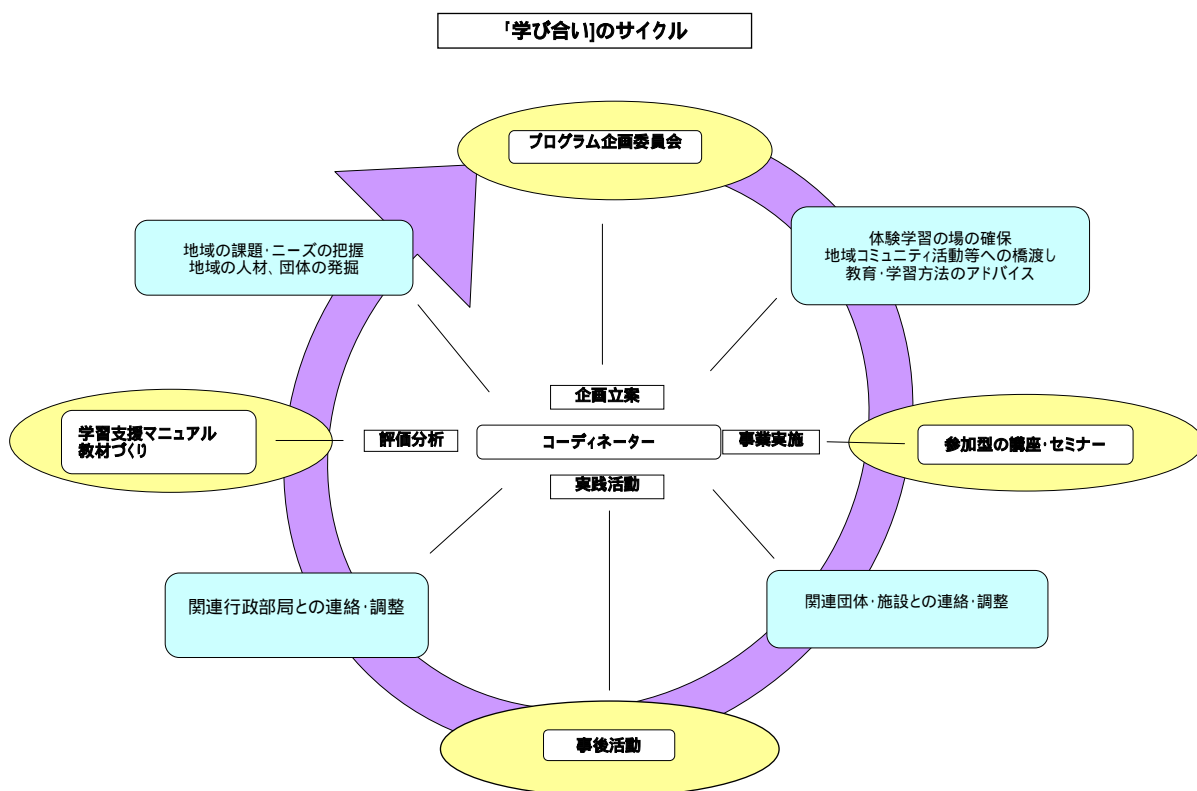 ｢学び合い]のサイクル
プログラム企画委員会
地域の課題･ニーズの把握
地域の人材、団体の発掘
体験学習の場の確保
地域コミュニティ活動等への橋渡し
教育･学習方法のアドバイス
企画立案
学習支援マニュアル
教材づくり
評価分析
コーディネーター
事業実施
参加型の講座･セミナー
実践活動
関連行政部局との連絡･調整
関連団体･施設との連絡･調整
事後活動